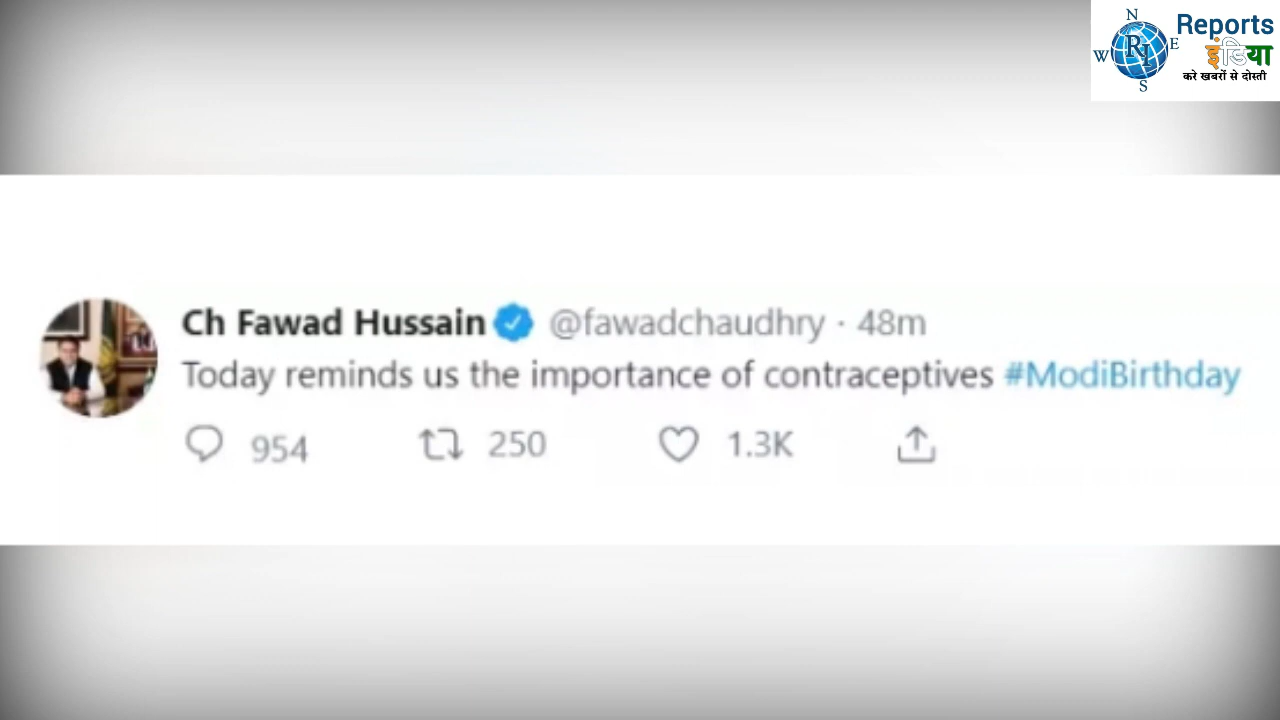 N
Reports
W
RI
E
इंडिया
S
करे खबरों से दोस्ती
Ch Fawad Hussain @fawadchaudhry · 48m
Today reminds us the importance of contraceptives #ModiBirthday
954 250 1.3K